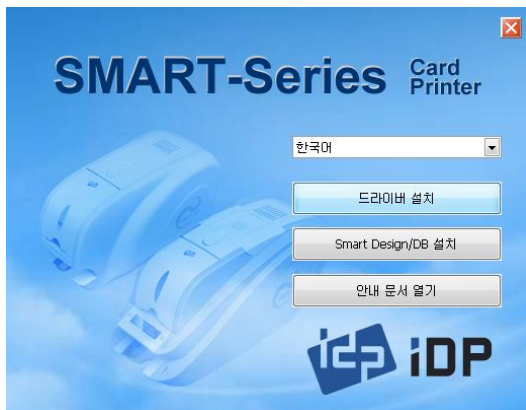 SMART-Series Card Printer
한국어
드라이버 설치
Smart Design/DB 설치
안내 문서 열기
idp iDP